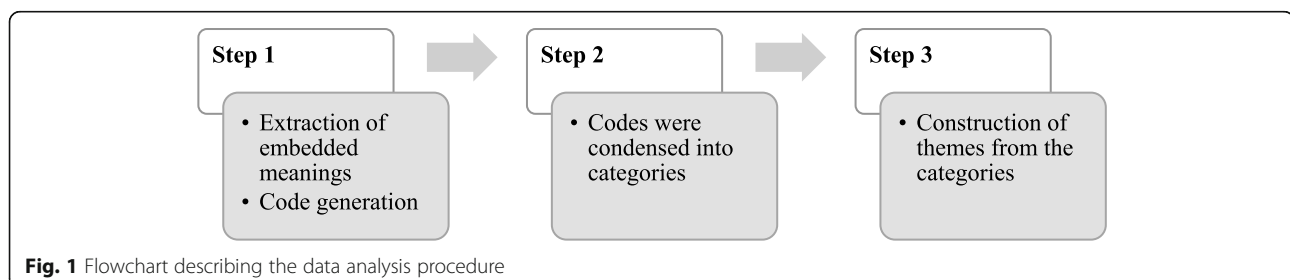 Step 1
• Extraction of
embedded
meanings
• Code generation
Step 2
• Codes were
condensed into
categories
Step 3
• Construction of
themes from the
categories
Fig. 1 Flowchart describing the data analysis procedure